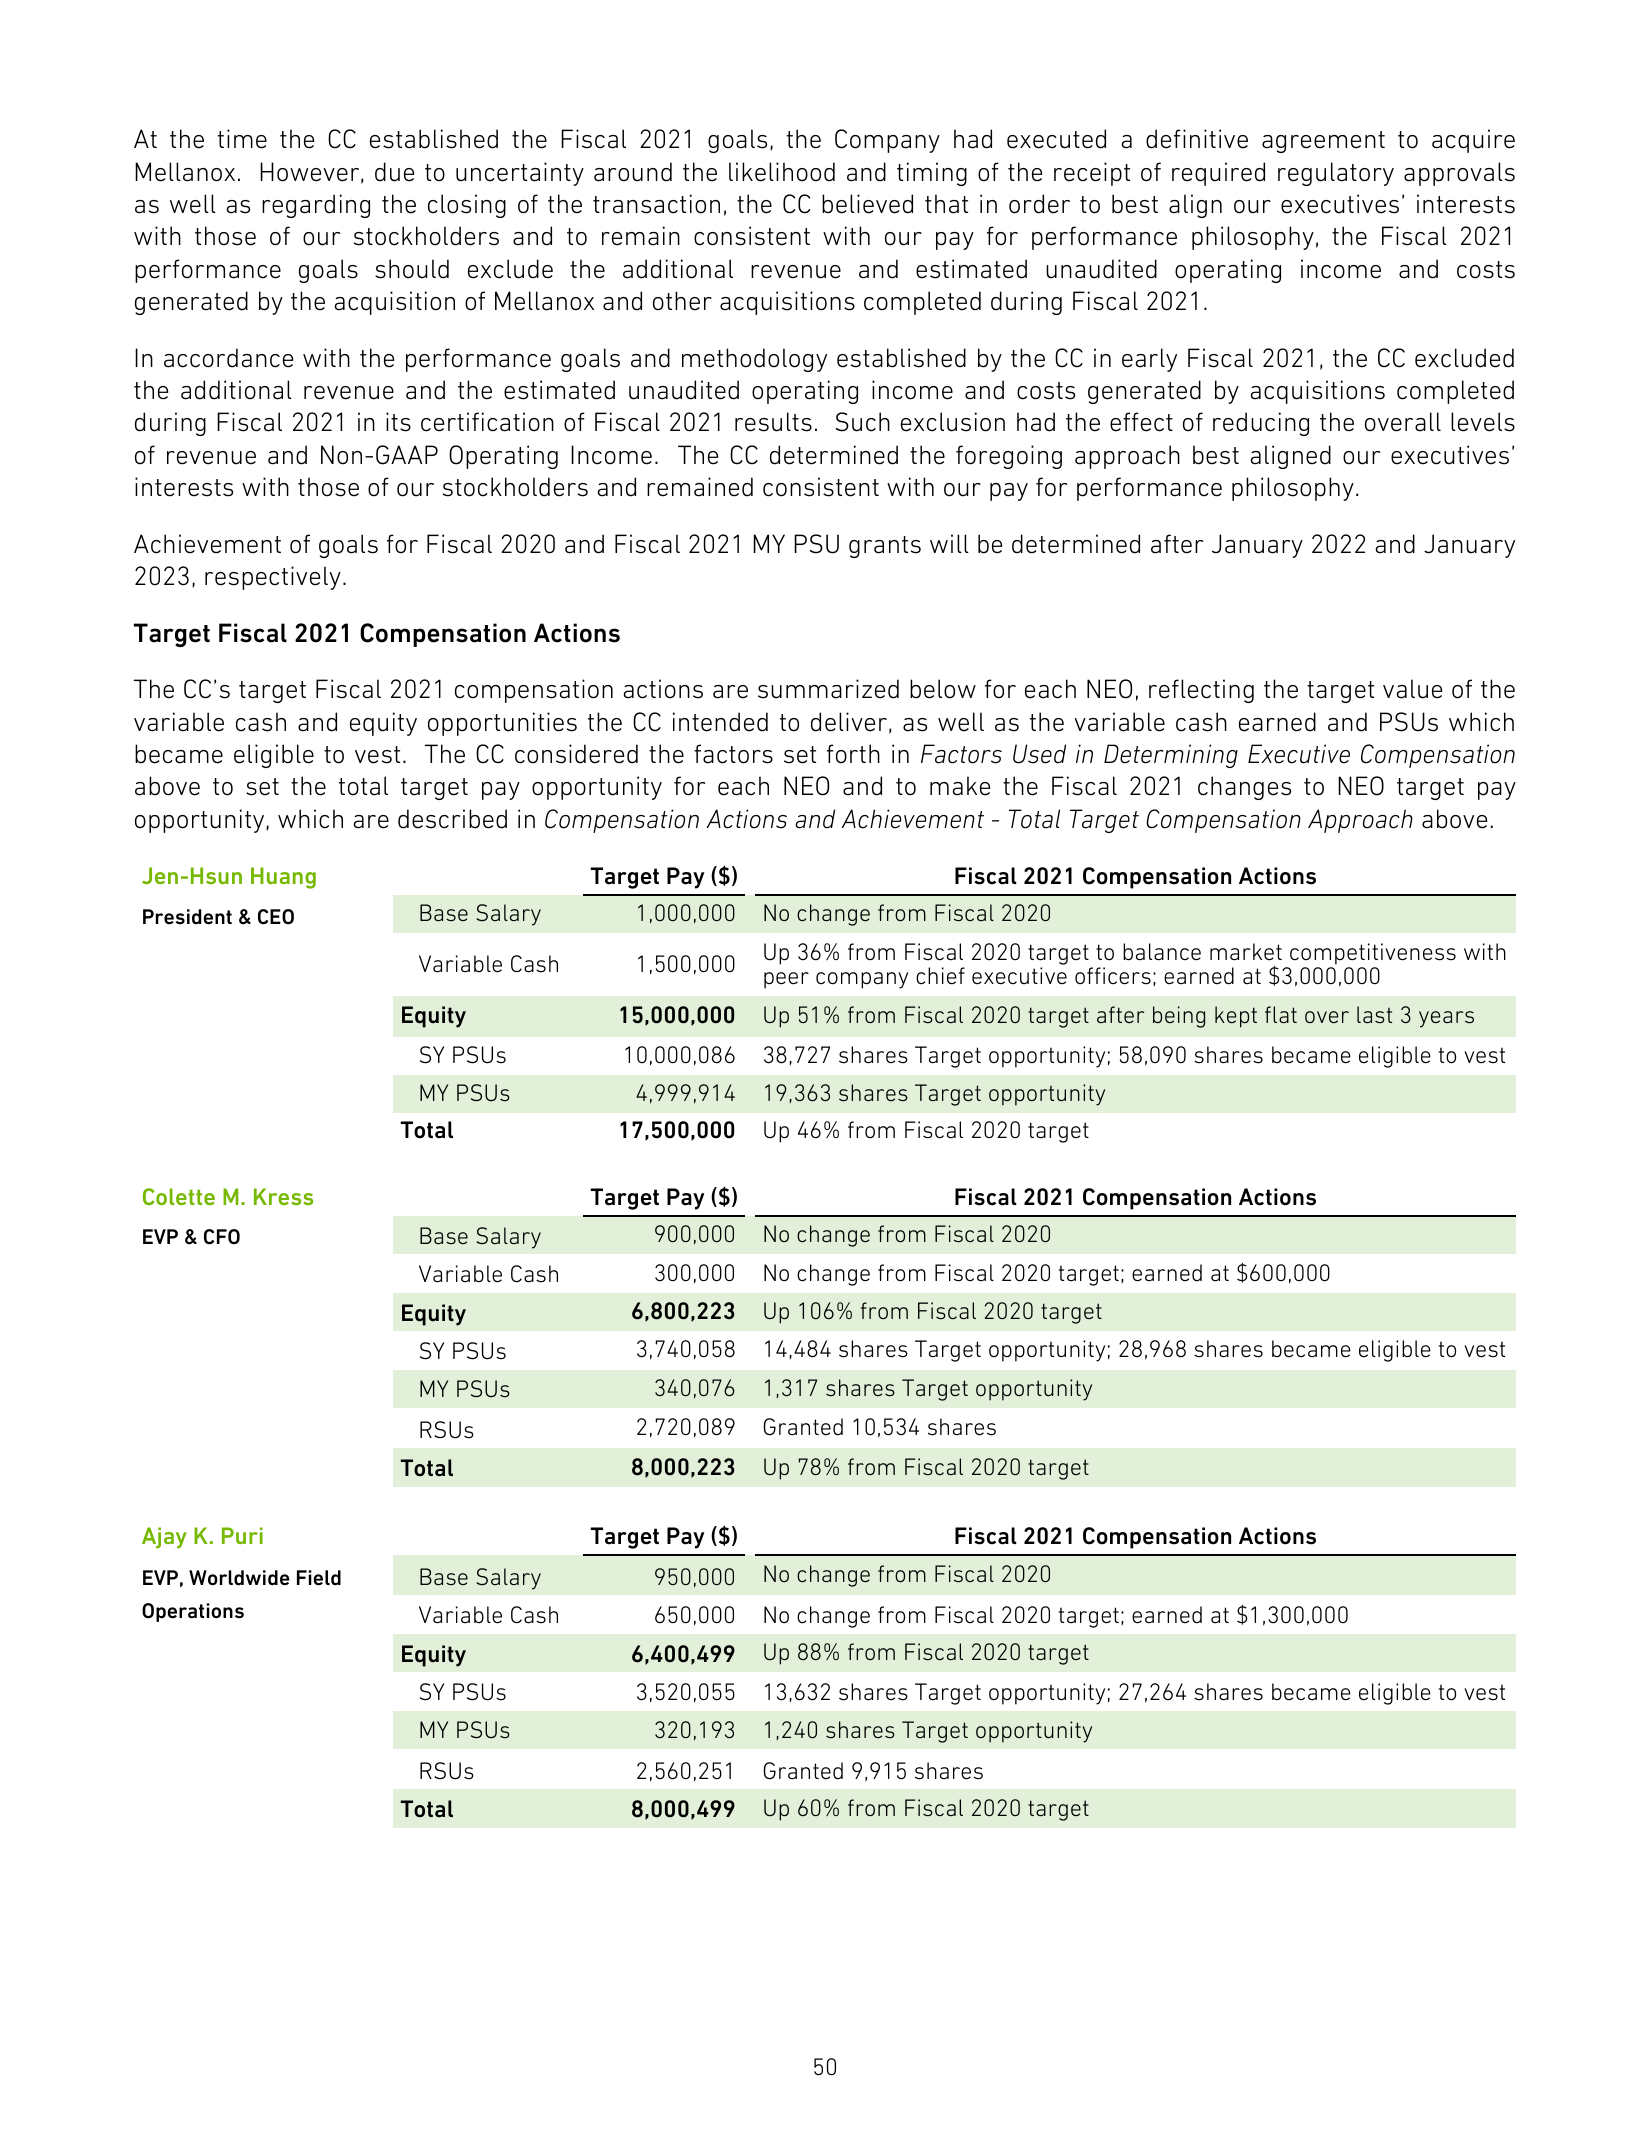 At the time the CC established the Fiscal 2021 goals, the Company had executed a definitive agreement to acquire
Mellanox. However, due to uncertainty around the likelihood and timing of the receipt of required regulatory approvals
as well as regarding the closing of the transaction, the CC believed that in order to best align our executives' interests
with those of our stockholders and to remain consistent with our pay for performance philosophy, the Fiscal 2021
performance goals should exclude the additional revenue and estimated unaudited operating income and costs
generated by the acquisition of Mellanox and other acquisitions completed during Fiscal 2021.
In accordance with the performance goals and methodology established by the CC in early Fiscal 2021, the CC excluded
the additional revenue and the estimated unaudited operating income and costs generated by acquisitions completed
during Fiscal 2021 in its certification of Fiscal 2021 results. Such exclusion had the effect of reducing the overall levels
of revenue and Non-GAAP Operating Income. The CC determined the foregoing approach best aligned our executives'
interests with those of our stockholders and remained consistent with our pay for performance philosophy.
Achievement of goals for Fiscal 2020 and Fiscal 2021 MY PSU grants will be determined after January 2022 and January
2023, respectively.
Target Fiscal 2021 Compensation Actions
The CC's target Fiscal 2021 compensation actions are summarized below for each NEO, reflecting the target value of the
variable cash and equity opportunities the CC intended to deliver, as well as the variable cash earned and PSUs which
became eligible to vest. The CC considered the factors set forth in Factors Used in Determining Executive Compensation
above to set the total target pay opportunity for each NEO and to make the Fiscal 2021 changes to NEO target pay
opportunity, which are described in Compensation Actions and Achievement - Total Target Compensation Approach above.
Jen-Hsun Huang Target Pay ($) Fiscal 2021 Compensation Actions
President & CEO Base Salary 1,000,000 No change from Fiscal 2020
Variable Cash 1,500,000 Up 36% from Fiscal 2020 target to balance market competitiveness with
peer company chief executive officers; earned at $3,000,000
Equity 15,000,000 Up 51% from Fiscal 2020 target after being kept flat over last 3 years
SY PSUs 10,000,086 38,727 shares Target opportunity; 58,090 shares became eligible to vest
MY PSUs 4,999,914 19,363 shares Target opportunity
Total 17,500,000 Up 46% from Fiscal 2020 target
Colette M. Kress Target Pay ($) Fiscal 2021 Compensation Actions
EVP & CFO Base Salary 900,000 No change from Fiscal 2020
Variable Cash 300,000 No change from Fiscal 2020 target; earned at $600,000
Equity 6,800,223 Up 106% from Fiscal 2020 target
SY PSUs 3,740,058 14,484 shares Target opportunity; 28,968 shares became eligible to vest
MY PSUs 340,076 1,317 shares Target opportunity
RSUs 2,720,089 Granted 10,534 shares
Total 8,000,223 Up 78% from Fiscal 2020 target
Ajay K. Puri Target Pay ($) Fiscal 2021 Compensation Actions
EVP, Worldwide Field Base Salary 950,000 No change from Fiscal 2020
Operations Variable Cash 650,000 No change from Fiscal 2020 target; earned at $1,300,000
Equity 6,400,499 Up 88% from Fiscal 2020 target
SY PSUs 3,520,055 13,632 shares Target opportunity; 27,264 shares became eligible to vest
MY PSUs 320,193 1,240 shares Target opportunity
RSUs 2,560,251 Granted 9,915 shares
Total 8,000,499 Up 60% from Fiscal 2020 target
50